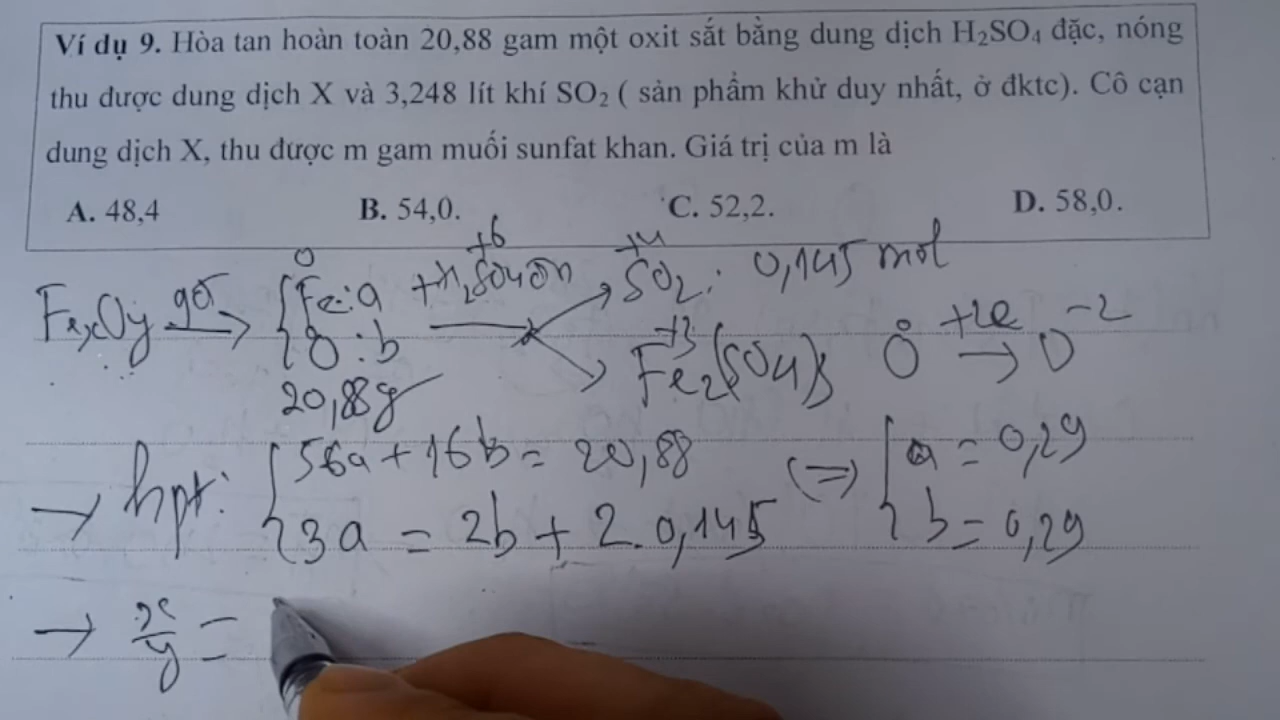 Ví dụ 9. Hòa tan hoàn toàn 20,88 gam một oxit sắt bằng dung dịch H₂SO₄ đặc, nóng
thu được dung dịch X và 3,248 lít khí SO₂ ( sản phẩm khử duy nhất, ở đktc). Cô cạn
dung dịch X, thu được m gam muối sunfat khan. Giá trị của m là
A. 48,4 B. 54,0. C. 52,2. D. 58,0.
0 +6 +4
FexOy → { Fe: a + H₂SO₄ → SO₂: 0,145 mol
O : b +3
20,88g Fe₂(SO₄)₃ O +2e → O -2
→ hpt: { 56a + 16b = 20,88 (=) { a = 0,29
3a = 2b + 2. 0,145 b = 0,29
→ x/y =